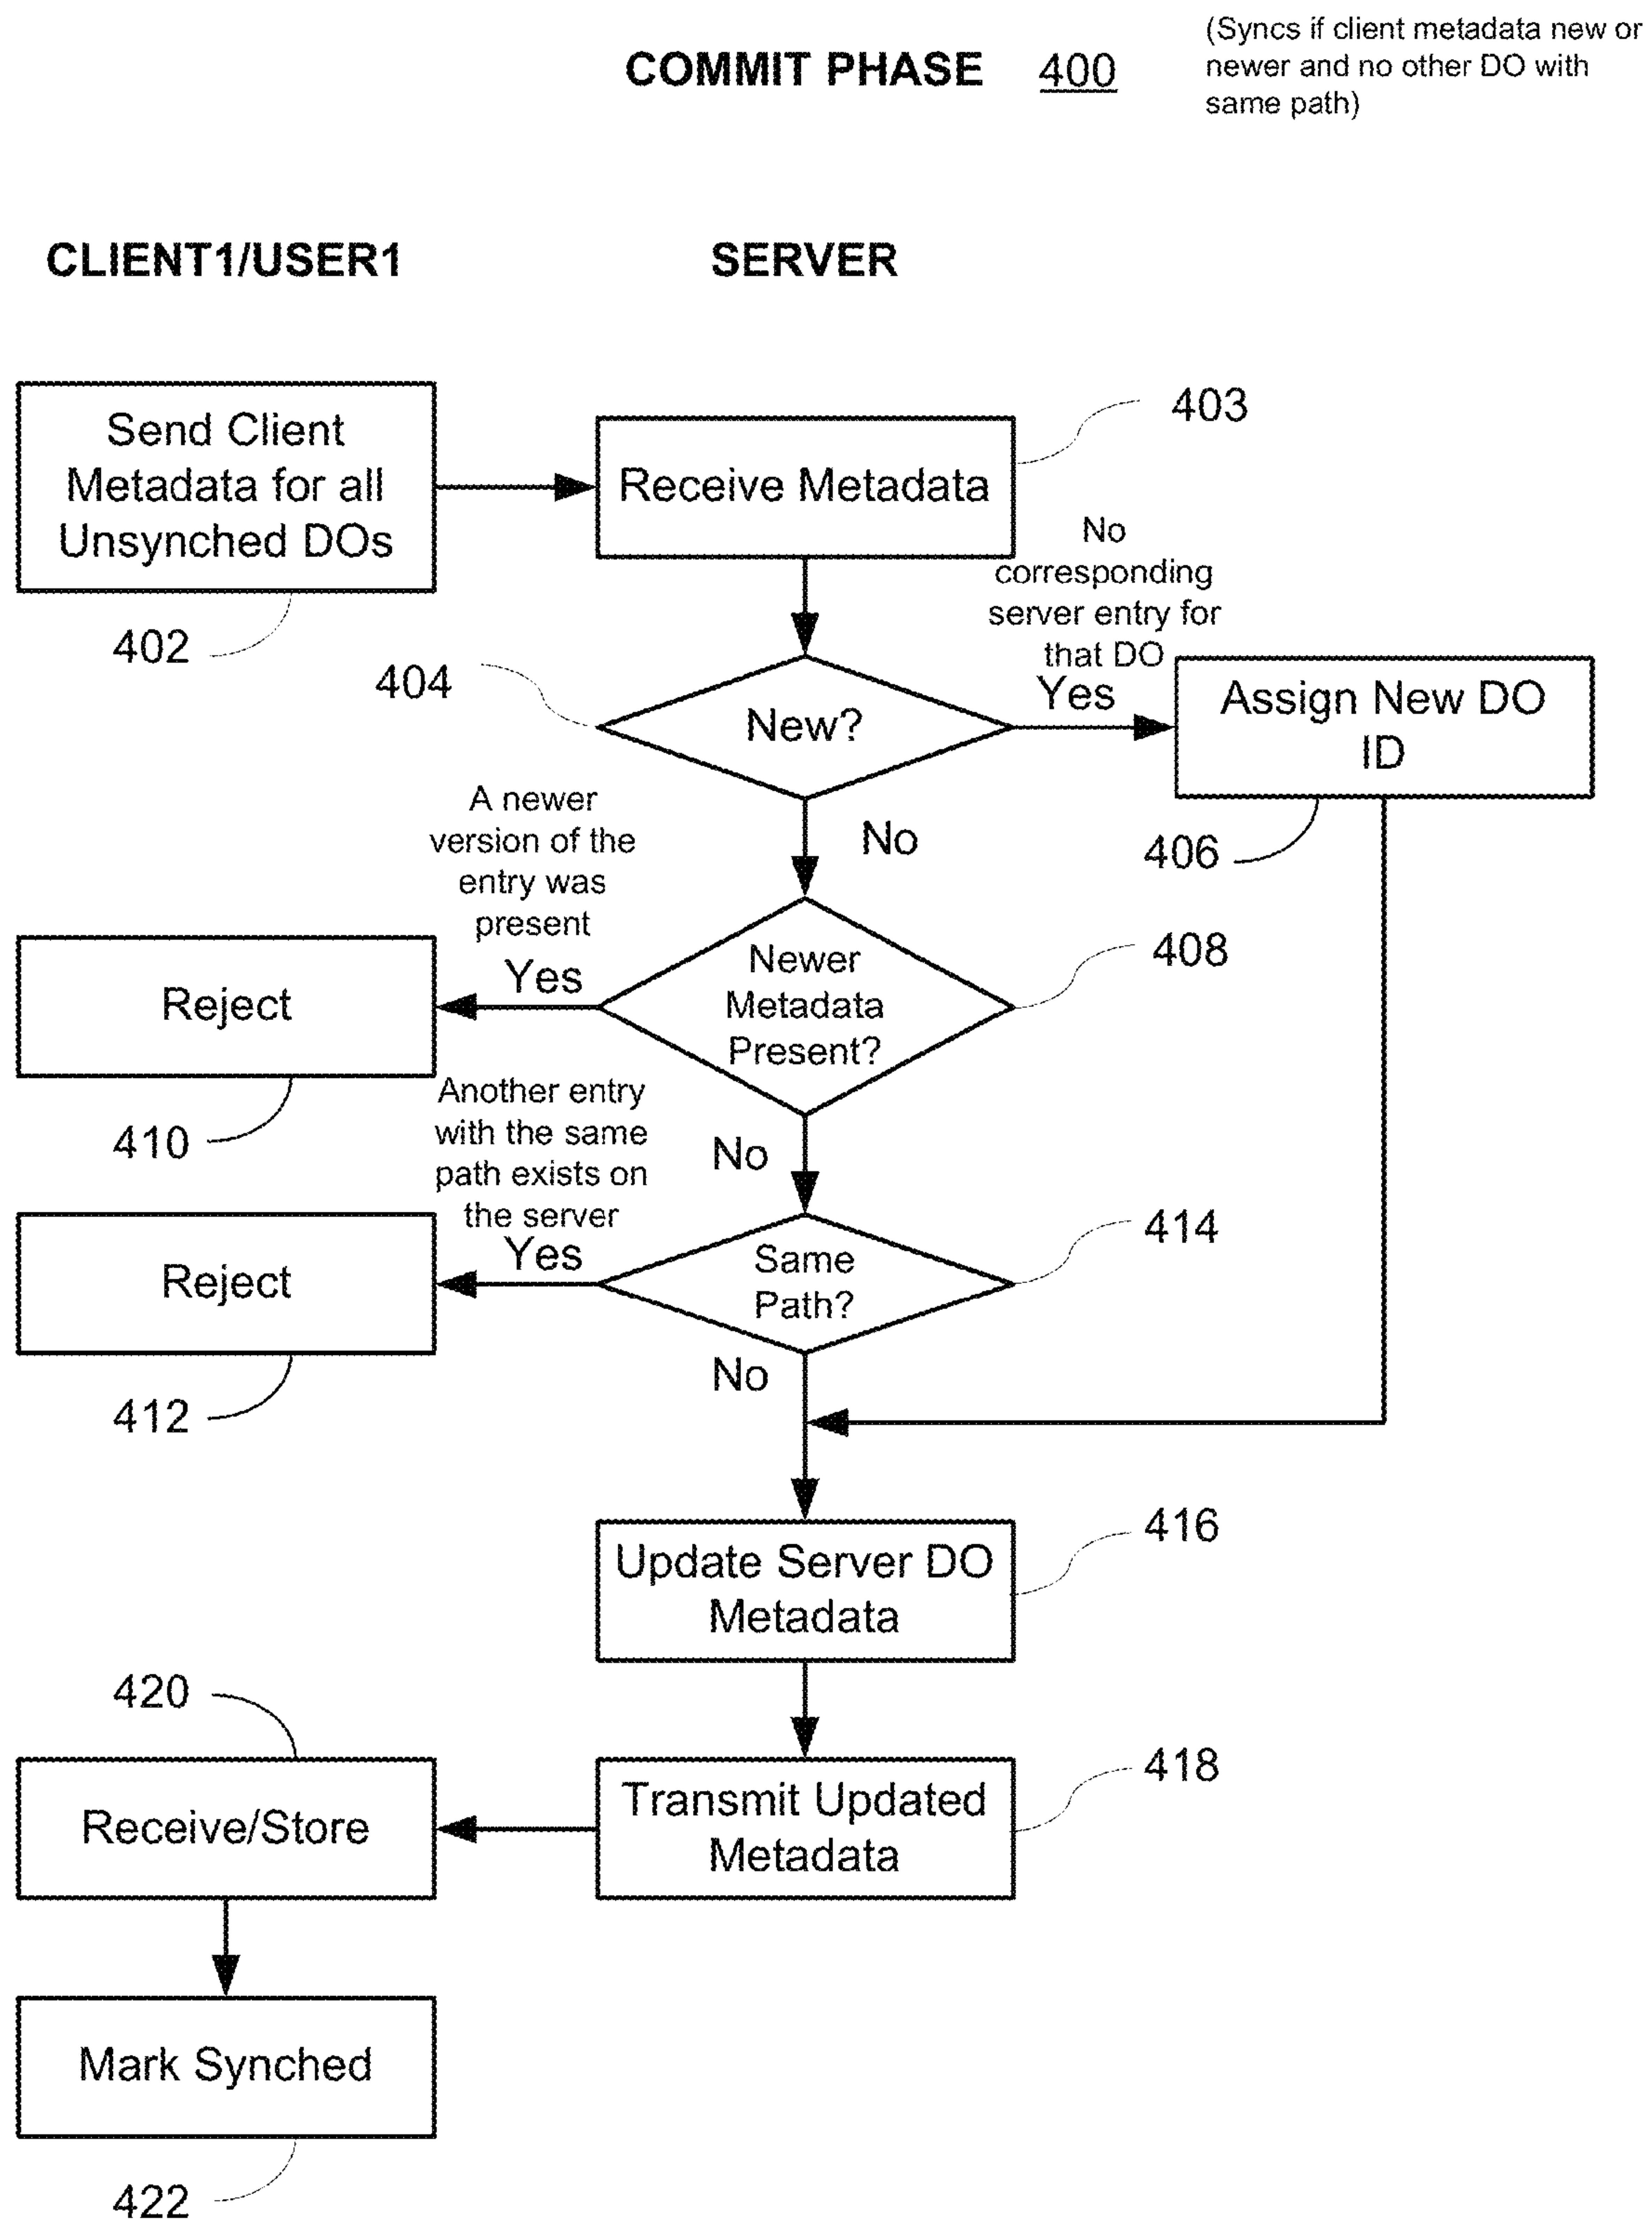 COMMIT PHASE 400
(Syncs if client metadata new or
newer and no other DO with
same path)
CLIENT1/USER1
SERVER
Send Client
Metadata for all
Unsynched DOs
402
Receive Metadata
403
No
corresponding
server entry for
that DO
Yes
404
New?
Assign New DO
ID
406
No
A newer
version of the
entry was
present
Yes
Newer
Metadata
Present?
408
Reject
410
No
Another entry
with the same
path exists on
the server
Yes
Same
Path?
414
Reject
412
No
Update Server DO
Metadata
416
Transmit Updated
Metadata
418
420
Receive/Store
Mark Synched
422